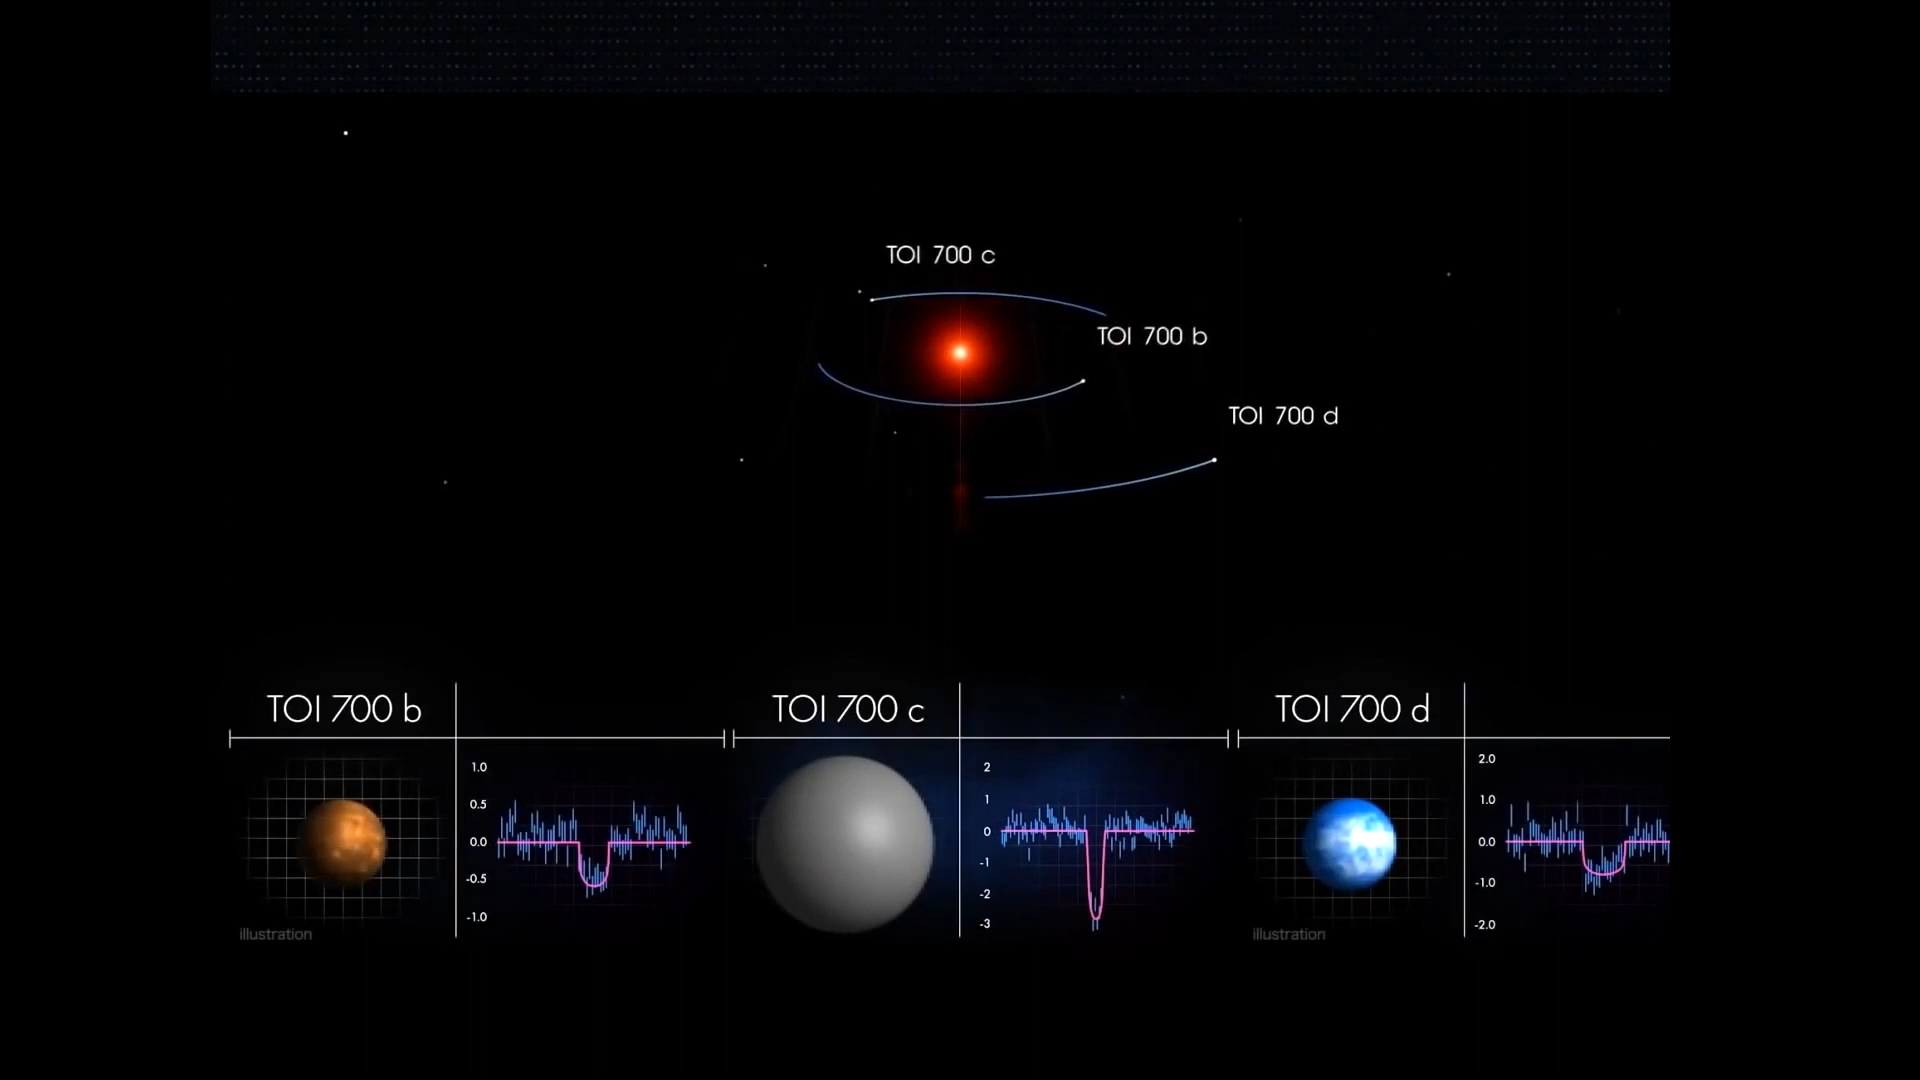 TOI 700 c
TOI 700 b
TOI 700 d
TOI 700 b
1.0
0.5
0.0
-0.5
-1.0
illustration
TOI 700 c
2
1
0
-1
-2
-3
TOI 700 d
2.0
1.0
0.0
-1.0
-2.0
illustration